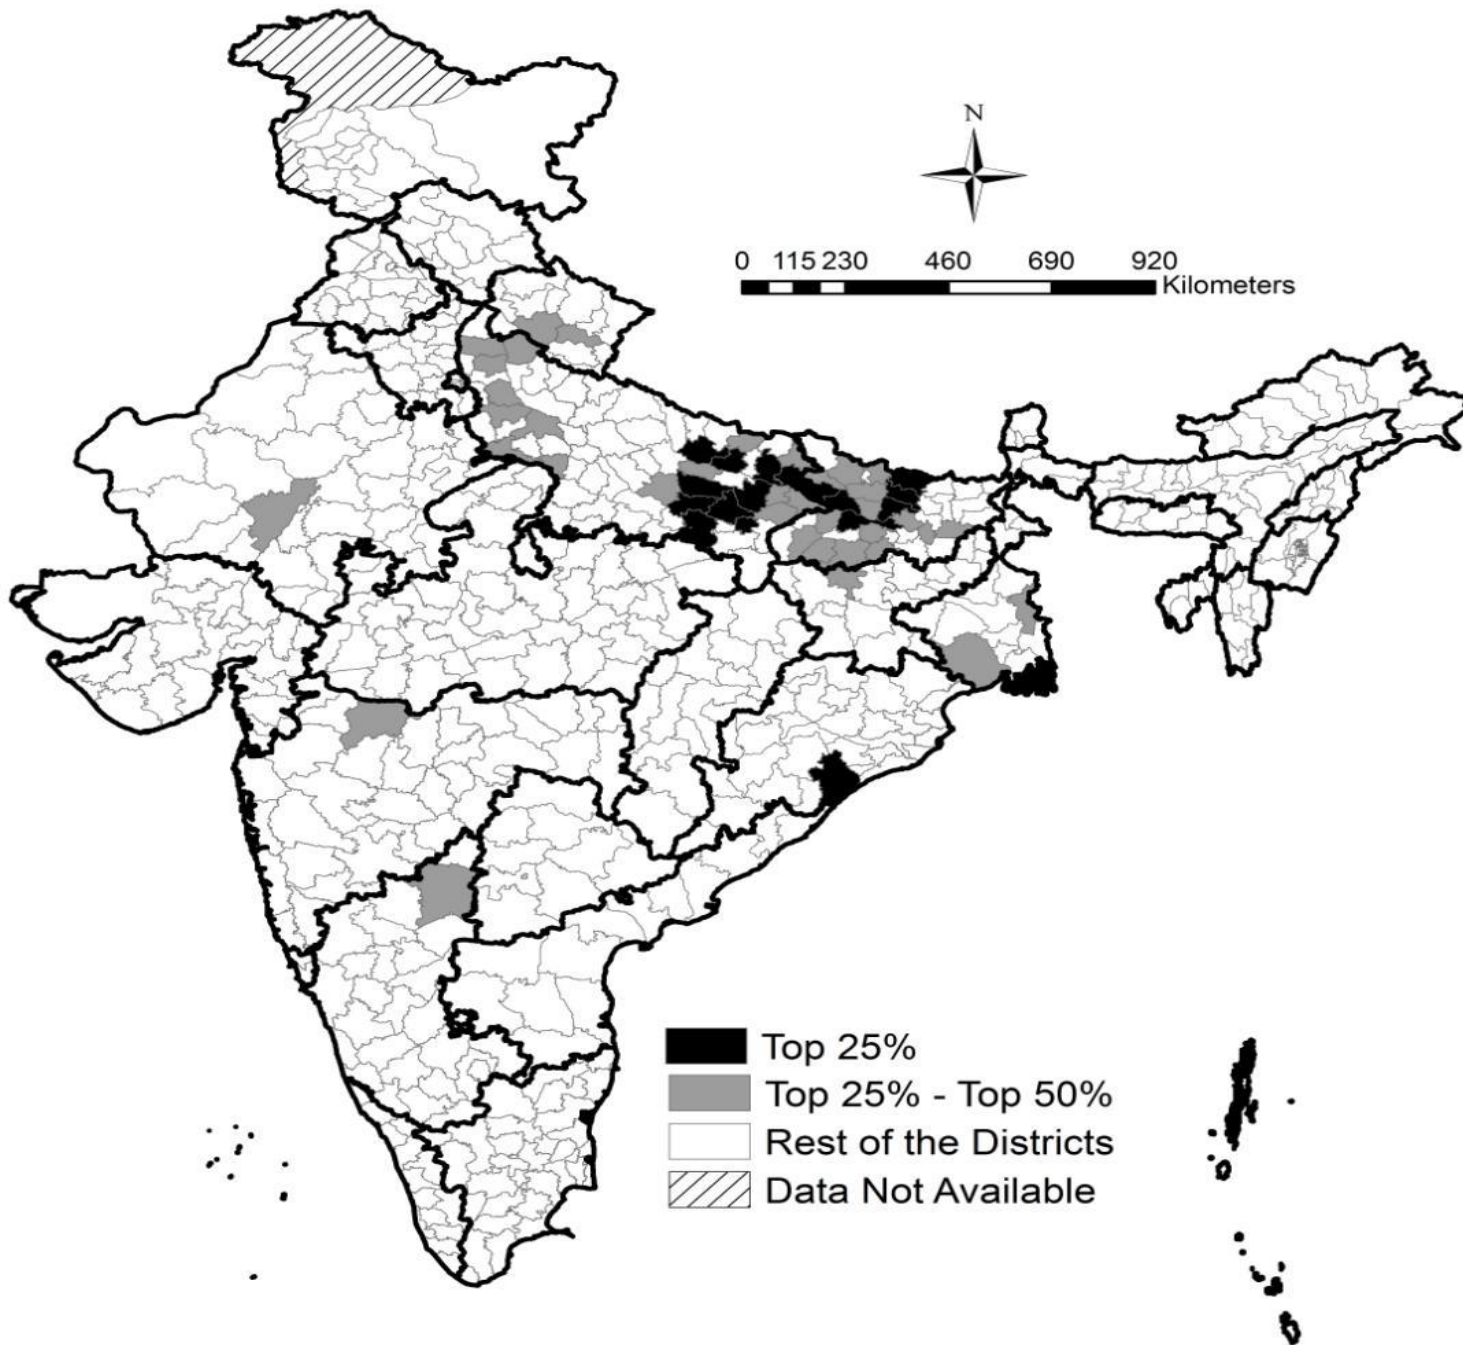 N
0 115 230 460 690 920
Kilometers
Top 25%
Top 25% - Top 50%
Rest of the Districts
Data Not Available